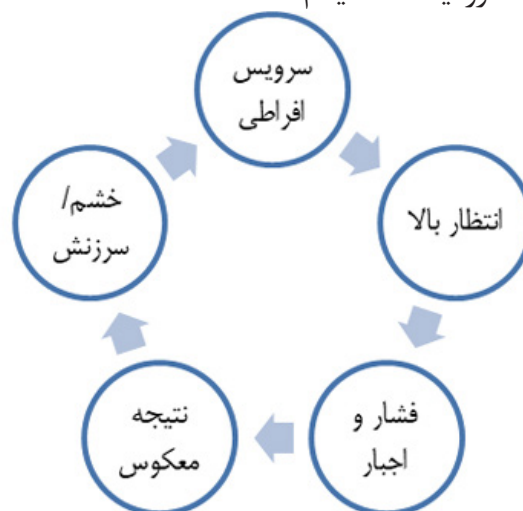 سرویس
افراطی
انتظار بالا
فشار و
اجبار
نتیجه
معکوس
خشم/
سرزنش